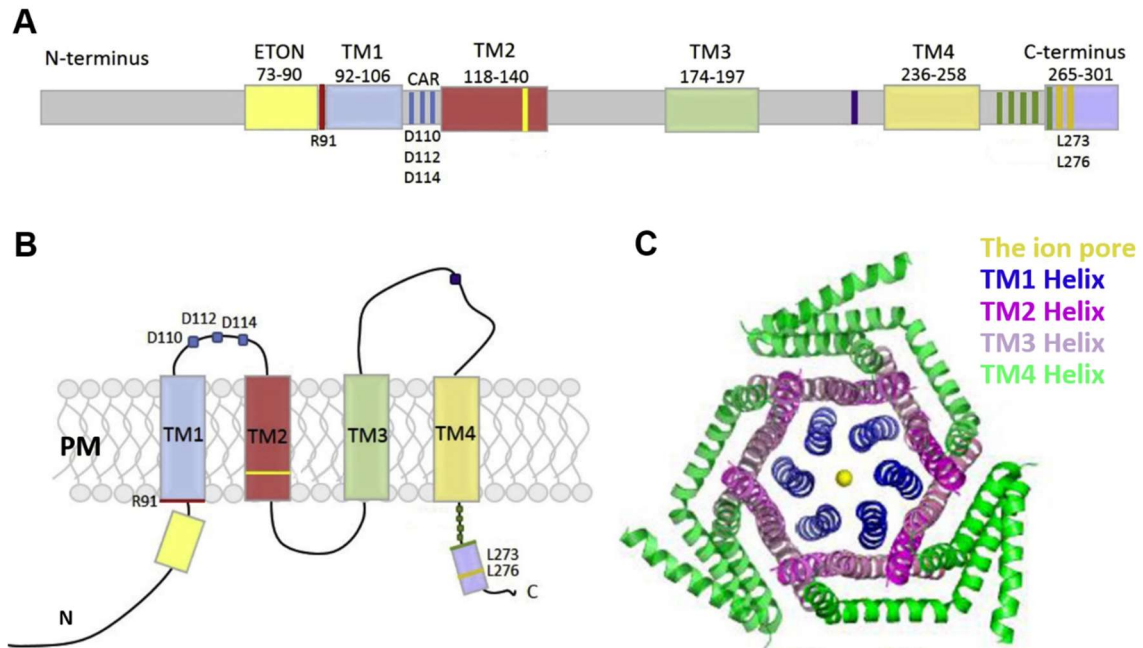 A
N-terminus
ETON
73-90
TM1
92-106
CAR
TM2
118-140
TM3
174-197
TM4
236-258
C-terminus
265-301
R91
D110
D112
D114
L273
L276
B
D110
D112
D114
PM
TM1
TM2
TM3
TM4
R91
L273
L276
N
C
C
The ion pore
TM1 Helix
TM2 Helix
TM3 Helix
TM4 Helix